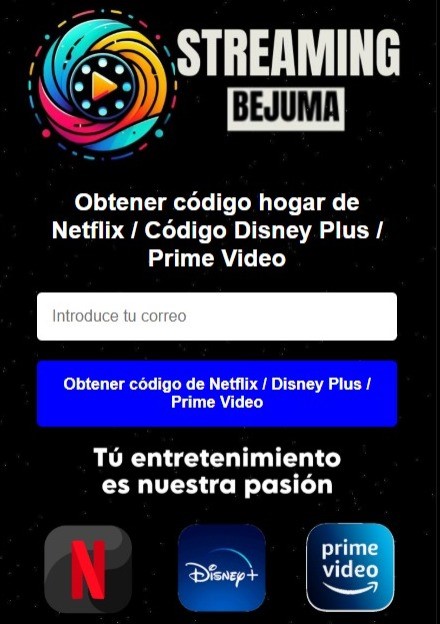 STREAMING
BEJUMA
Obtener código hogar de
Netflix / Código Disney Plus /
Prime Video
Introduce tu correo
Obtener código de Netflix / Disney Plus /
Prime Video
Tú entretenimiento
es nuestra pasión
N
Disney+
prime
video